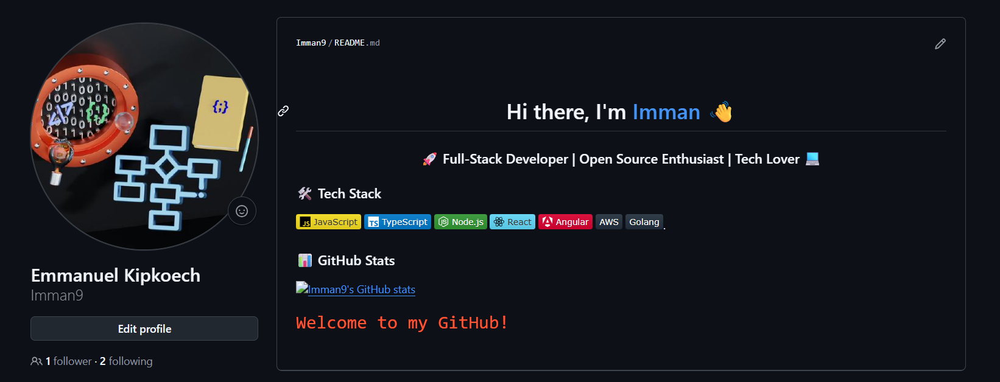 Imman9/README.md
Hi there, I'm Imman 👋
🚀 Full-Stack Developer | Open Source Enthusiast | Tech Lover 💻
🛠️ Tech Stack
JS JavaScript TS TypeScript Node.js React Angular AWS Golang .
📊 GitHub Stats
Imman9's GitHub stats
Welcome to my GitHub!
{;}
Emmanuel Kipkoech
Imman9
Edit profile
1 follower · 2 following